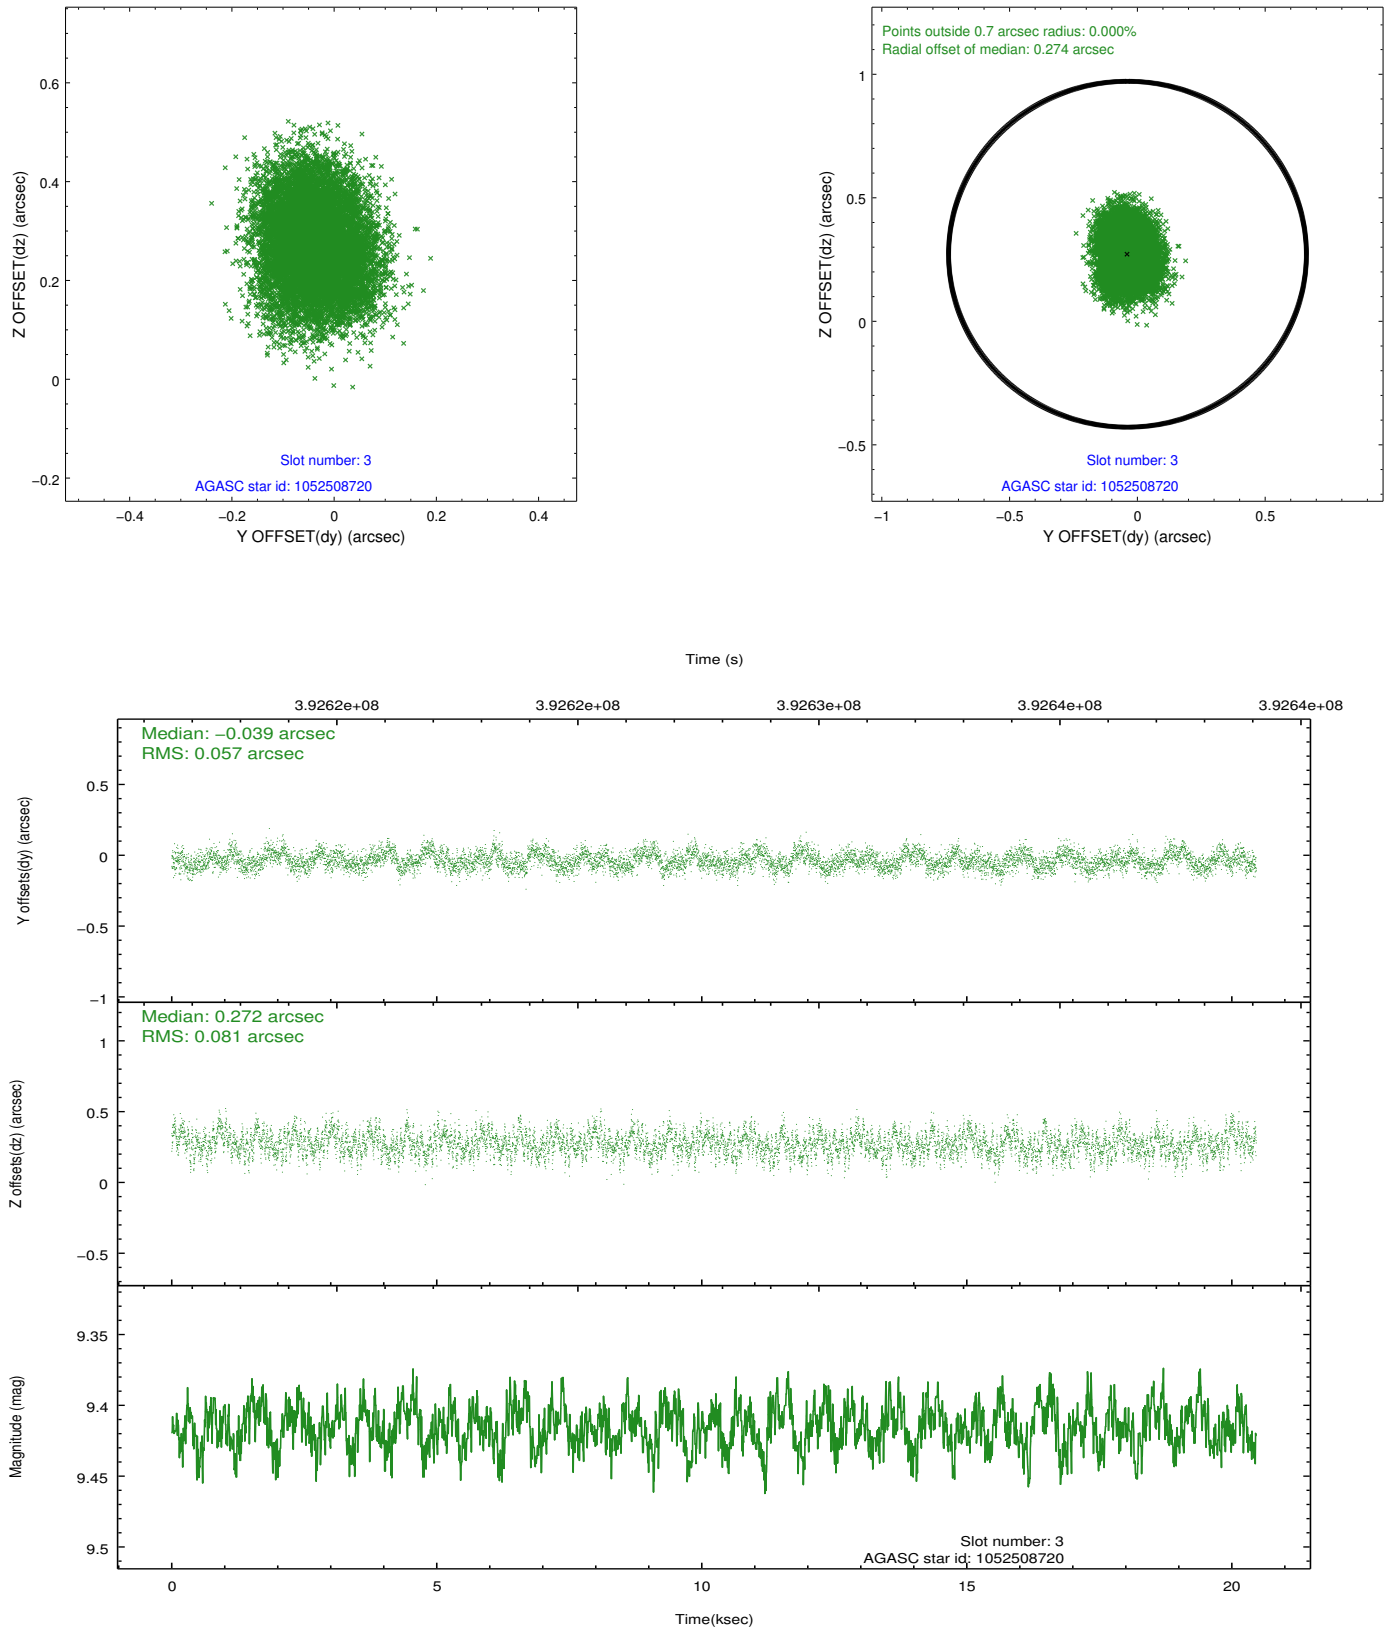 0.6
0.4
0.2
0
−0.2
−0.4
−0.2
0
0.2
0.4
Z OFFSET(dz) (arcsec)
Y OFFSET(dy) (arcsec)
Slot number: 3
AGASC star id: 1052508720
Points outside 0.7 arcsec radius: 0.000%
Radial offset of median: 0.274 arcsec
1
0.5
0
−0.5
−1
−0.5
0
0.5
Z OFFSET(dz) (arcsec)
Y OFFSET(dy) (arcsec)
Slot number: 3
AGASC star id: 1052508720
Time (s)
3.9262e+08 3.9262e+08 3.9263e+08 3.9264e+08 3.9264e+08
Median: −0.039 arcsec
RMS: 0.057 arcsec
0.5
0
−0.5
−1
Y offsets(dy) (arcsec)
Median: 0.272 arcsec
RMS: 0.081 arcsec
1
0.5
0
−0.5
Z offsets(dz) (arcsec)
9.35
9.4
9.45
9.5
Magnitude (mag)
Slot number: 3
AGASC star id: 1052508720
0 5 10 15 20
Time(ksec)